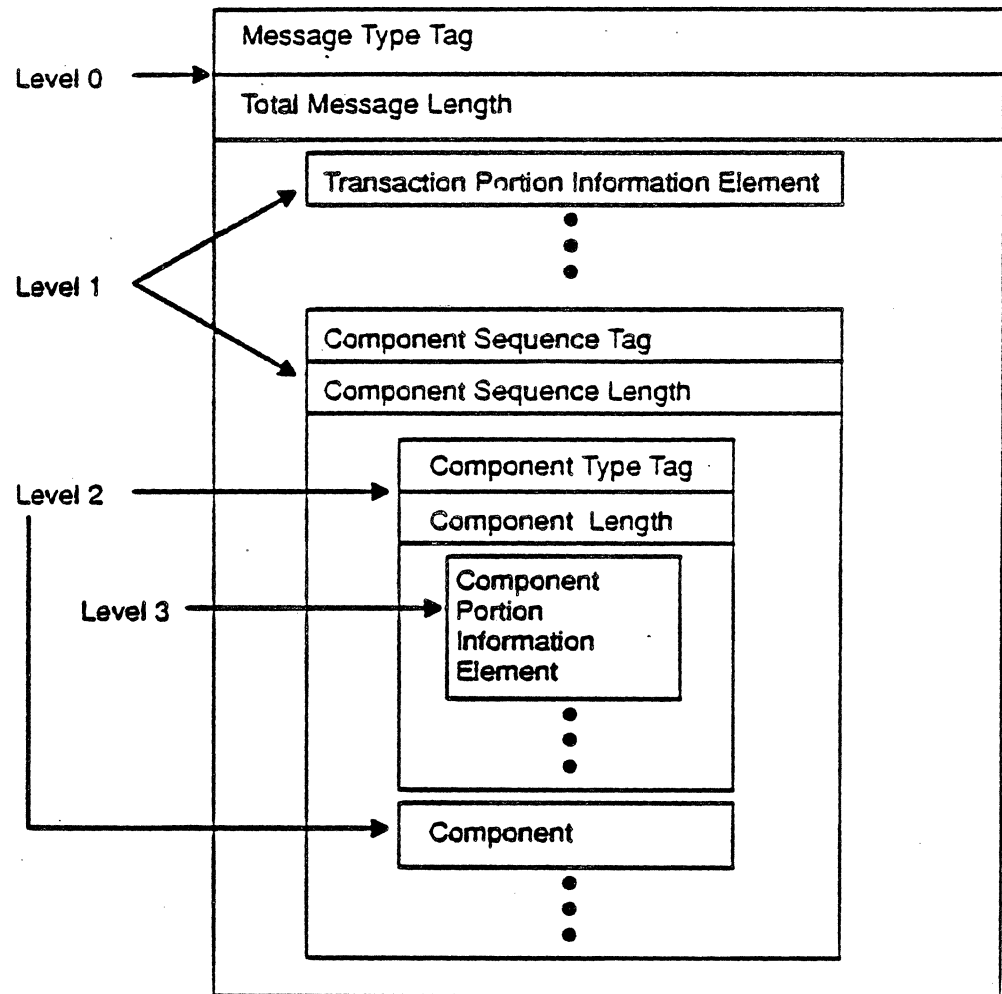 Message Type Tag
Level 0
Total Message Length
Transaction Portion Information Element
Level 1
Component Sequence Tag
Component Sequence Length
Component Type Tag
Level 2
Component Length
Component
Level 3
Portion
Information
Element
Component